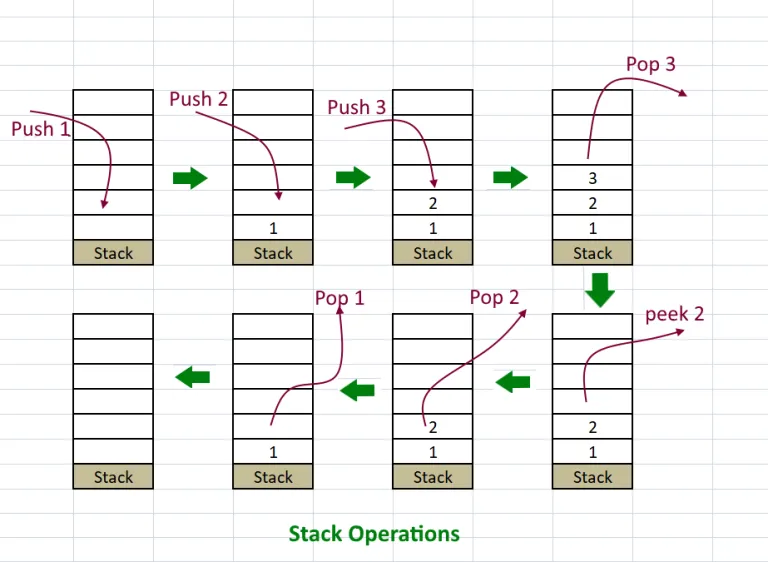 Pop 3
Push 2
Push 3
Push 1
3
2
2
1
1
1
Stack
Stack
Stack
Stack
Pop 1
Pop 2
peek 2
2
2
1
1
1
Stack
Stack
Stack
Stack
Stack Operations